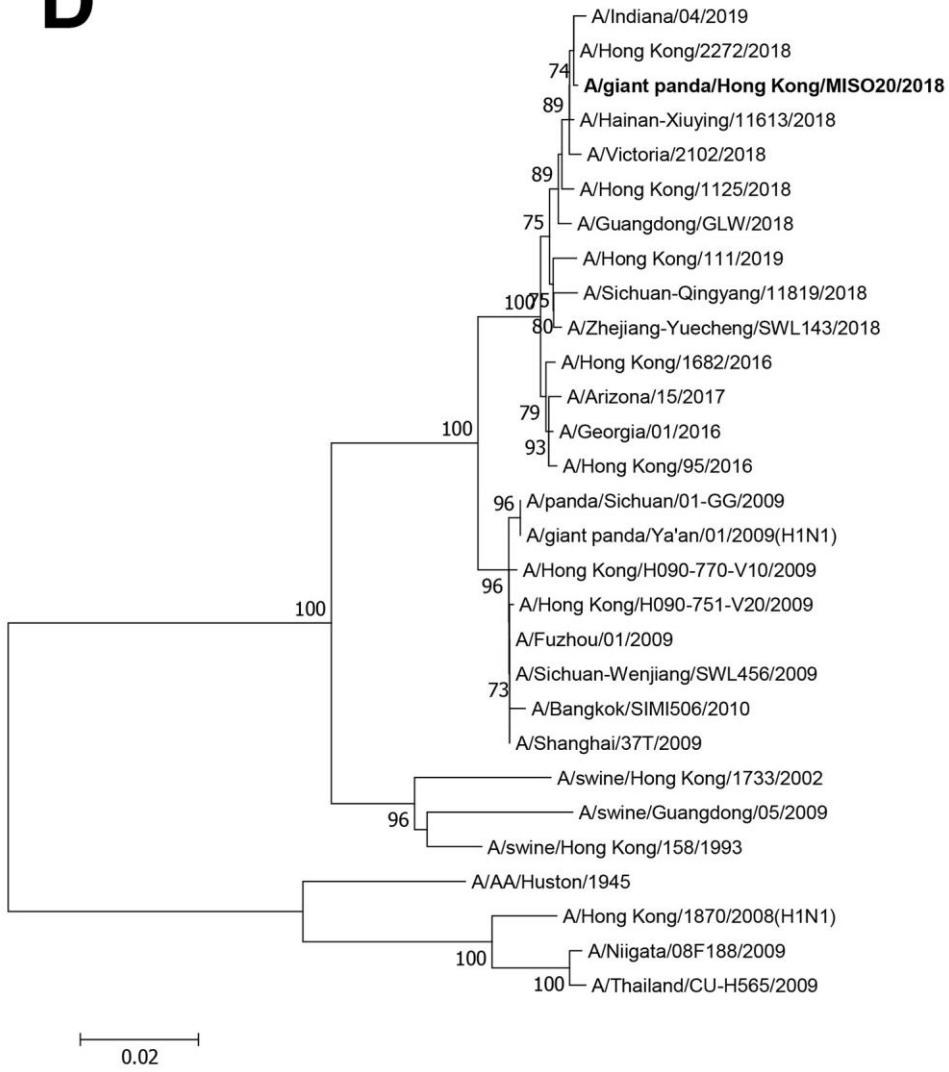 D
A/Indiana/04/2019
A/Hong Kong/2272/2018
74
A/giant panda/Hong Kong/MISO20/2018
89
A/Hainan-Xiuying/11613/2018
A/Victoria/2102/2018
89
A/Hong Kong/1125/2018
75
A/Guangdong/GLW/2018
A/Hong Kong/111/2019
A/Sichuan-Qingyang/11819/2018
100
75
80
A/Zhejiang-Yuecheng/SWL143/2018
A/Hong Kong/1682/2016
A/Arizona/15/2017
79
100
A/Georgia/01/2016
93
A/Hong Kong/95/2016
96
A/panda/Sichuan/01-GG/2009
A/giant panda/Ya'an/01/2009(H1N1)
A/Hong Kong/H090-770-V10/2009
96
100
A/Hong Kong/H090-751-V20/2009
A/Fuzhou/01/2009
A/Sichuan-Wenjiang/SWL456/2009
73
A/Bangkok/SIMI506/2010
A/Shanghai/37T/2009
A/swine/Hong Kong/1733/2002
96
A/swine/Guangdong/05/2009
A/swine/Hong Kong/158/1993
A/AA/Huston/1945
A/Hong Kong/1870/2008(H1N1)
100
A/Niigata/08F188/2009
100
A/Thailand/CU-H565/2009
0.02